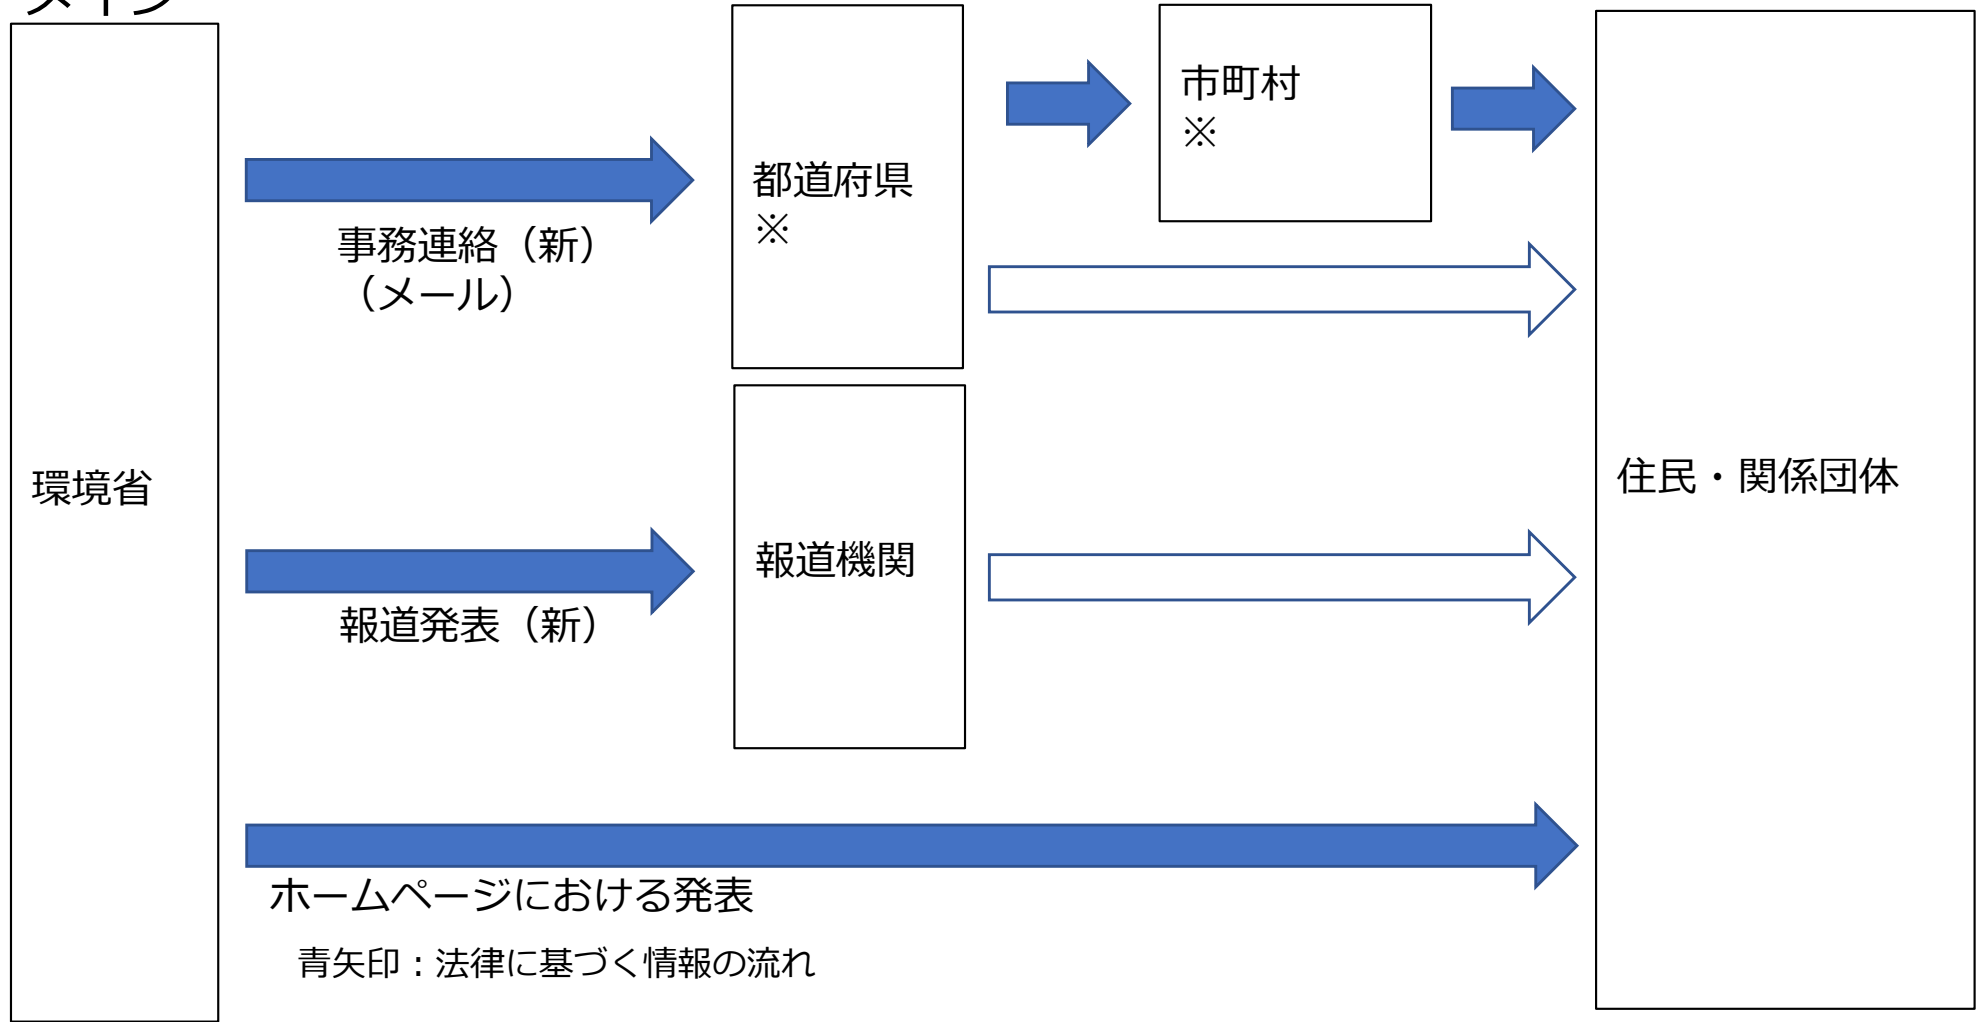 環境省
事務連絡（新）
（メール）
都道府県
※
市町村
※
報道発表（新）
報道機関
住民・関係団体
ホームページにおける発表
青矢印：法律に基づく情報の流れ